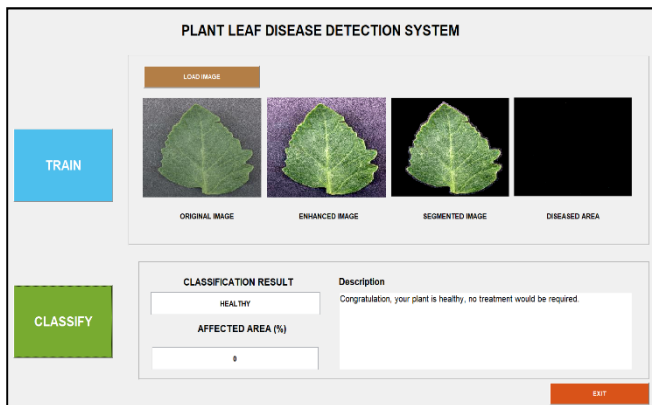 PLANT LEAF DISEASE DETECTION SYSTEM
LOAD IMAGE
TRAIN
ORIGINAL IMAGE
ENHANCED IMAGE
SEGMENTED IMAGE
DISEASED AREA
CLASSIFY
CLASSIFICATION RESULT
HEALTHY
AFFECTED AREA (%)
0
Description
Congratulation, your plant is healthy, no treatment would be required.
EXIT